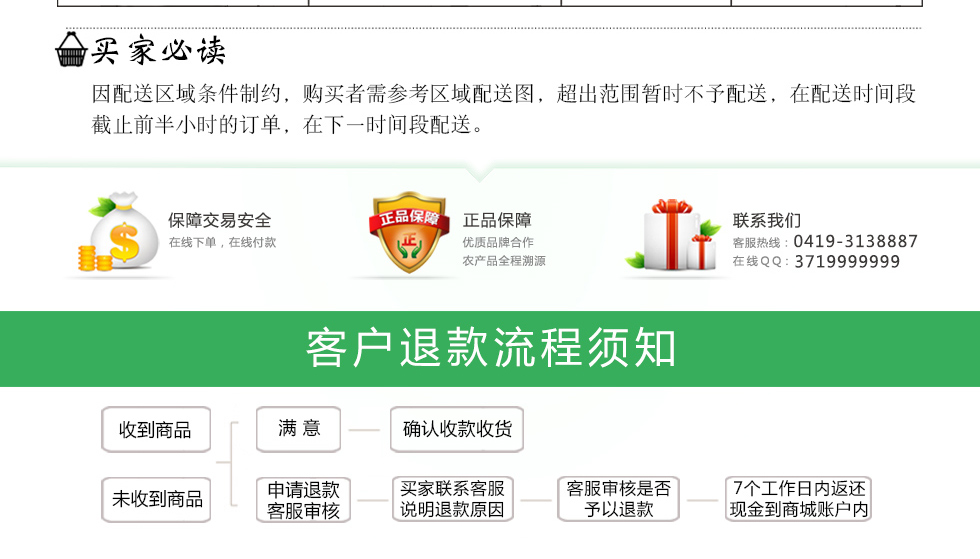 买家必读
因配送区域条件制约，购买者需参考区域配送图，超出范围暂时不予配送，在配送时间段
截止前半小时的订单，在下一时间段配送。
保障交易安全
在线下单，在线付款
正品保障
正
正品保障
优质品牌合作
农产品全程溯源
联系我们
客服热线：0419-3138887
在线QQ：3719999999
客户退款流程须知
收到商品
满 意
确认收款收货
未收到商品
申请退款
客服审核
买家联系客服
说明退款原因
客服审核是否
予以退款
7个工作日内返还
现金到商城账户内